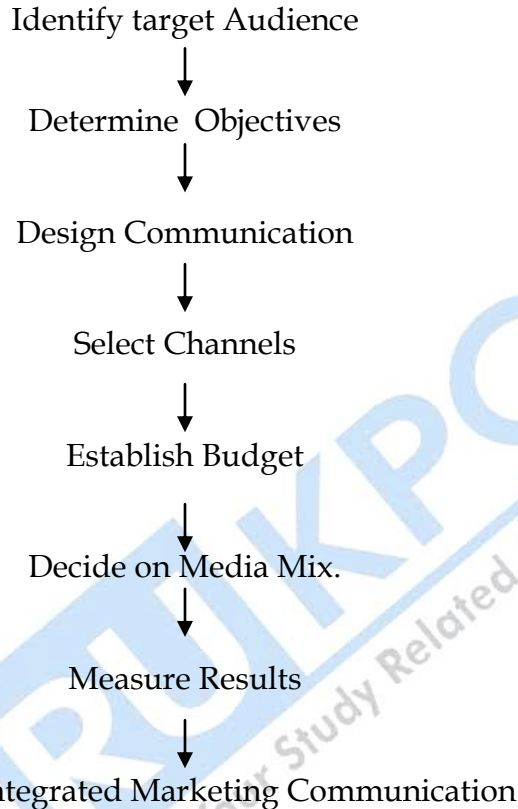 Identify target Audience
Determine Objectives
Design Communication
Select Channels
Establish Budget
Decide on Media Mix.
Measure Results
ntegrated Marketing Communication
RUKPC
Study Related